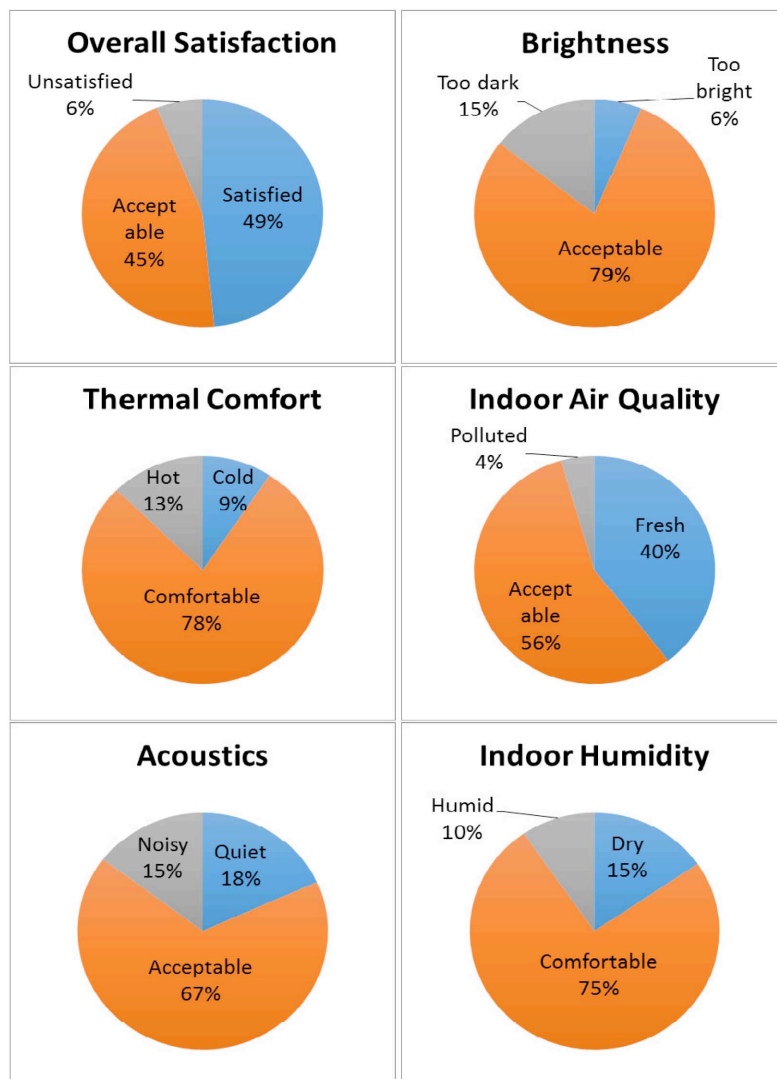 Overall Satisfaction
Unsatisfied
6%
Satisfied
49%
Accept
able
45%
Brightness
Too dark
15%
Too
bright
6%
Acceptable
79%
Thermal Comfort
Hot
13%
Cold
9%
Comfortable
78%
Indoor Air Quality
Polluted
4%
Fresh
40%
Accept
able
56%
Acoustics
Noisy
15%
Quiet
18%
Acceptable
67%
Indoor Humidity
Humid
10%
Dry
15%
Comfortable
75%